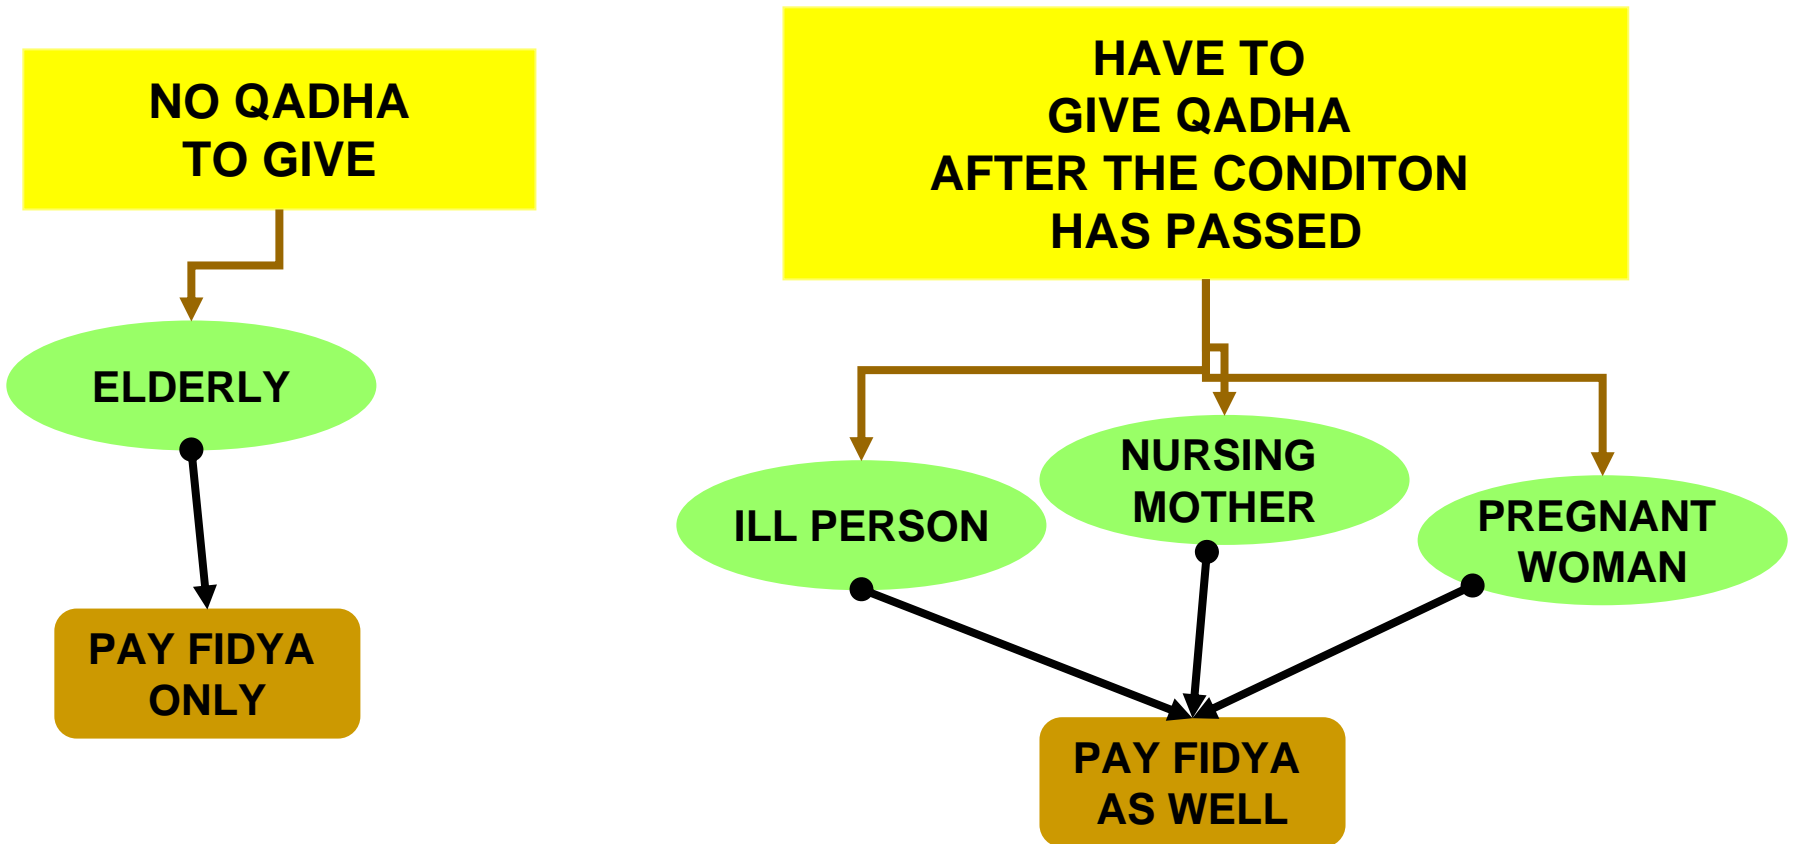 NO QADHA
TO GIVE
ELDERLY
PAY FIDYA
ONLY
HAVE TO
GIVE QADHA
AFTER THE CONDITON
HAS PASSED
ILL PERSON
NURSING
MOTHER
PREGNANT
WOMAN
PAY FIDYA
AS WELL